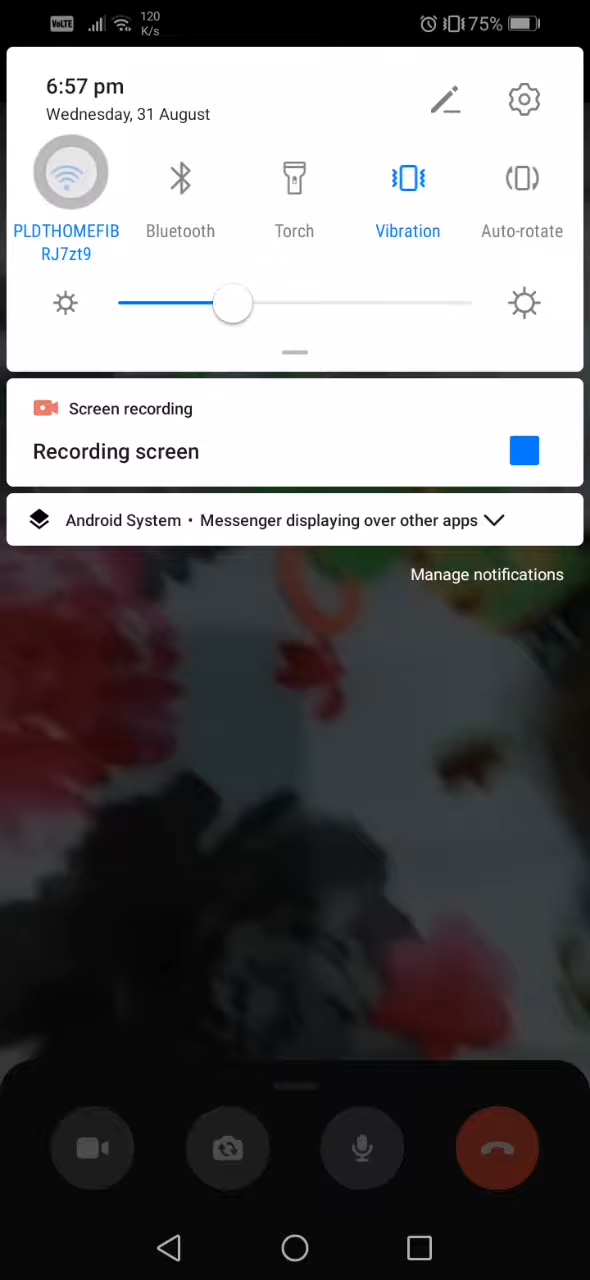 VoLTE 120 K/s 75%
6:57 pm
Wednesday, 31 August
PLDTHOMEFIB
RJ7zt9
Bluetooth
Torch
Vibration
Auto-rotate
Screen recording
Recording screen
Android System • Messenger displaying over other apps
Manage notifications